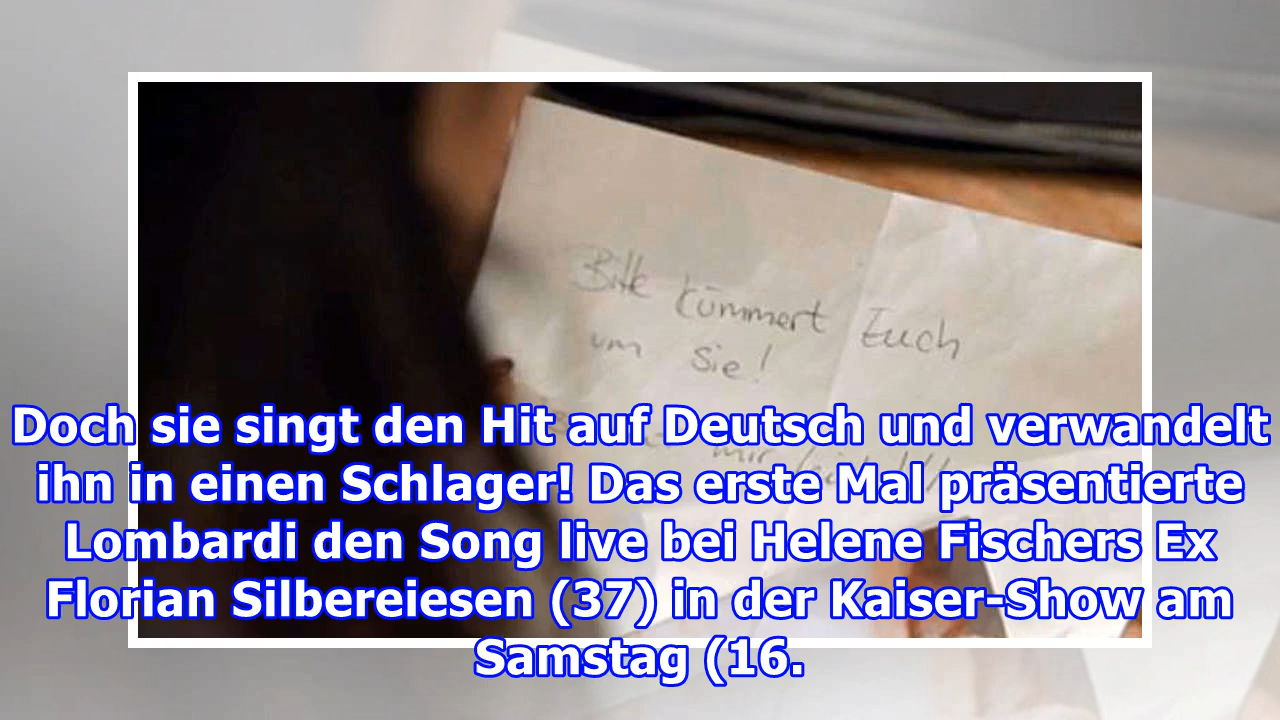 Bitte kümmert Euch
um sie!
mir
Doch sie singt den Hit auf Deutsch und verwandelt
ihn in einen Schlager! Das erste Mal präsentierte
Lombardi den Song live bei Helene Fischers Ex
Florian Silbereiesen (37) in der Kaiser-Show am
Samstag (16.